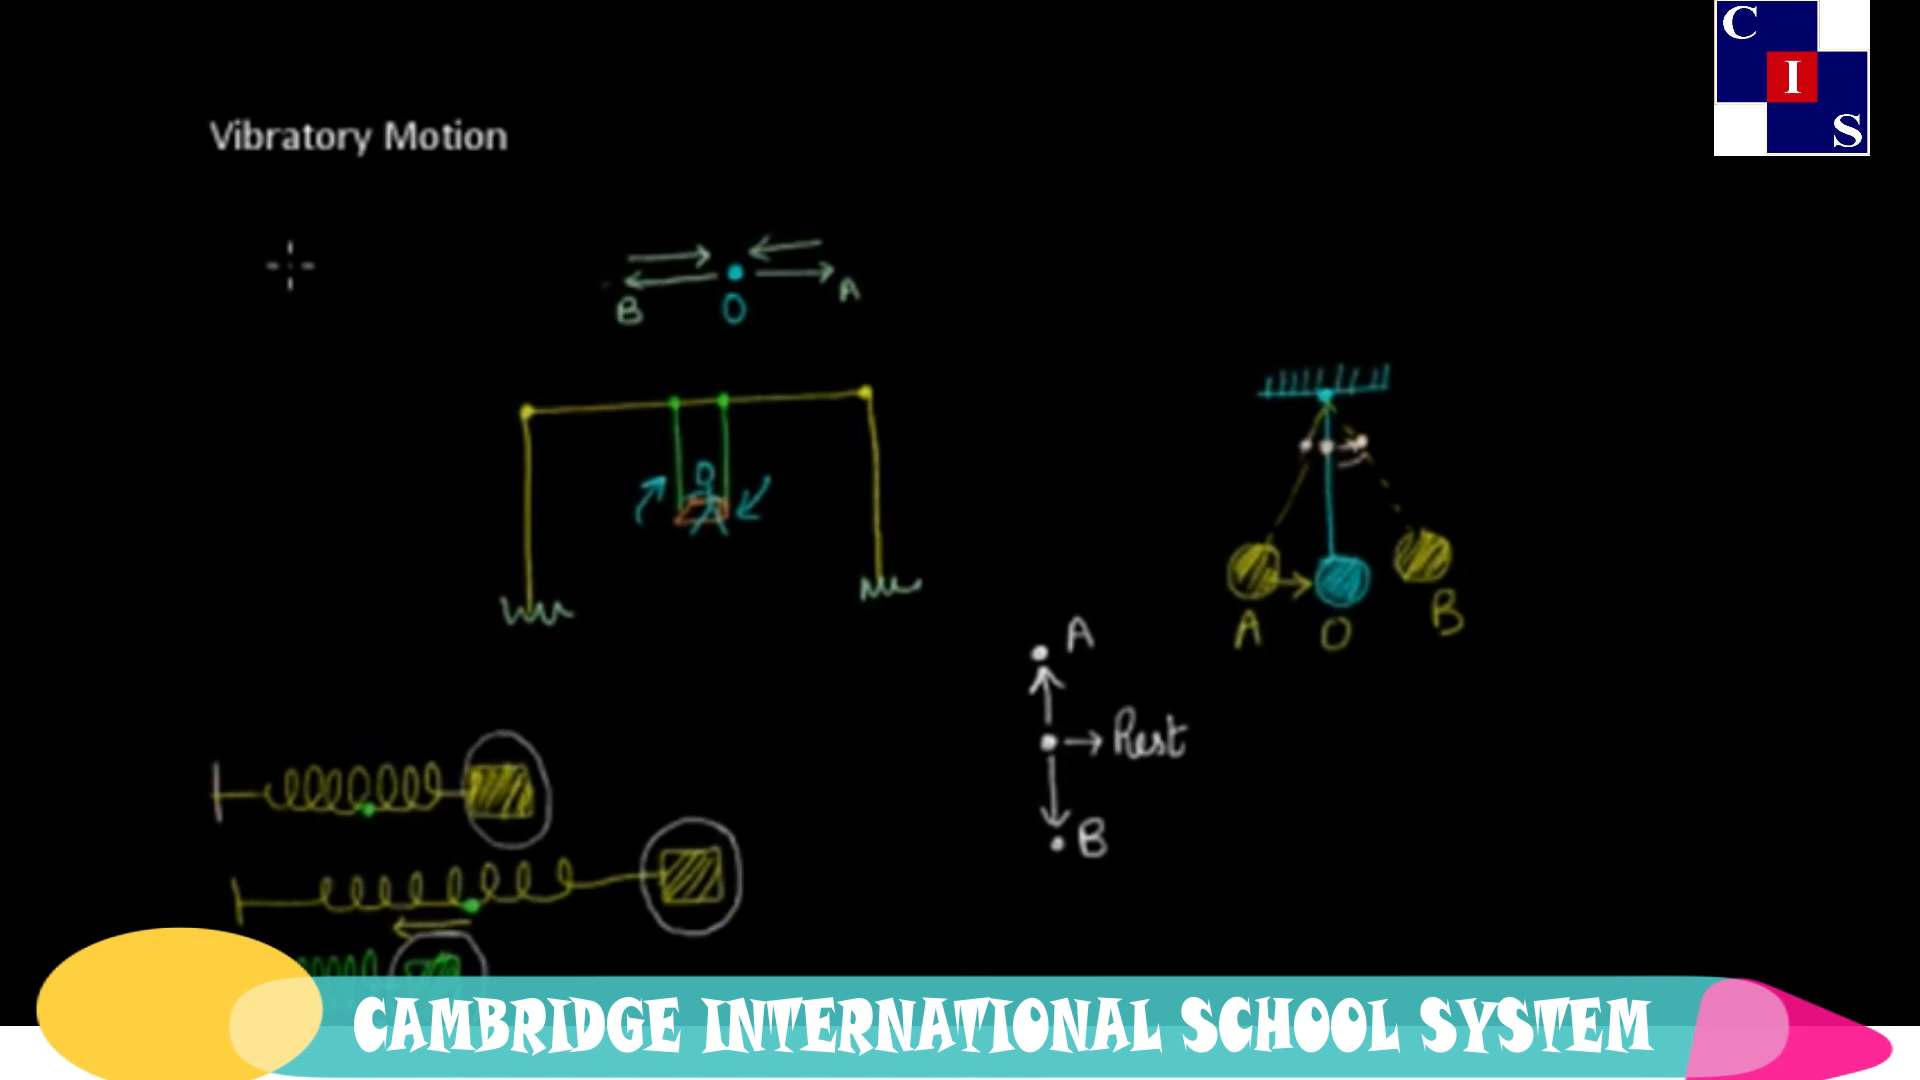 C
I
S
Vibratory Motion
B O A
A O B
A
Rest
B
CAMBRIDGE INTERNATIONAL SCHOOL SYSTEM